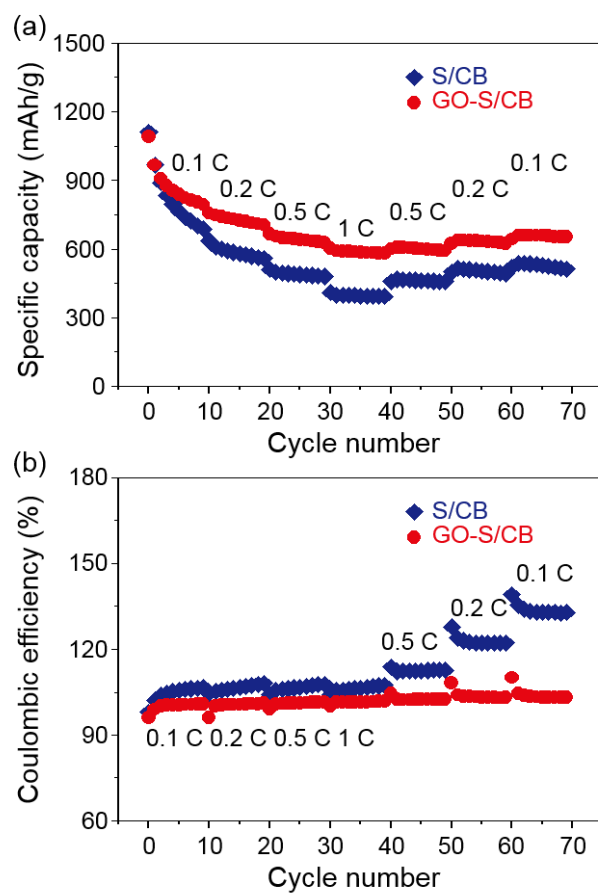 (a)
1500
1200
900
600
300
0
Specific capacity (mAh/g)
S/CB
GO-S/CB
0.1 C
0.2 C
0.5 C
1 C
0.5 C
0.2 C
0.1 C
0 10 20 30 40 50 60 70
Cycle number
(b)
180
150
120
90
60
Coulombic efficiency (%)
S/CB
GO-S/CB
0.1 C
0.2 C
0.5 C
0.1 C 0.2 C 0.5 C 1 C
0 10 20 30 40 50 60 70
Cycle number